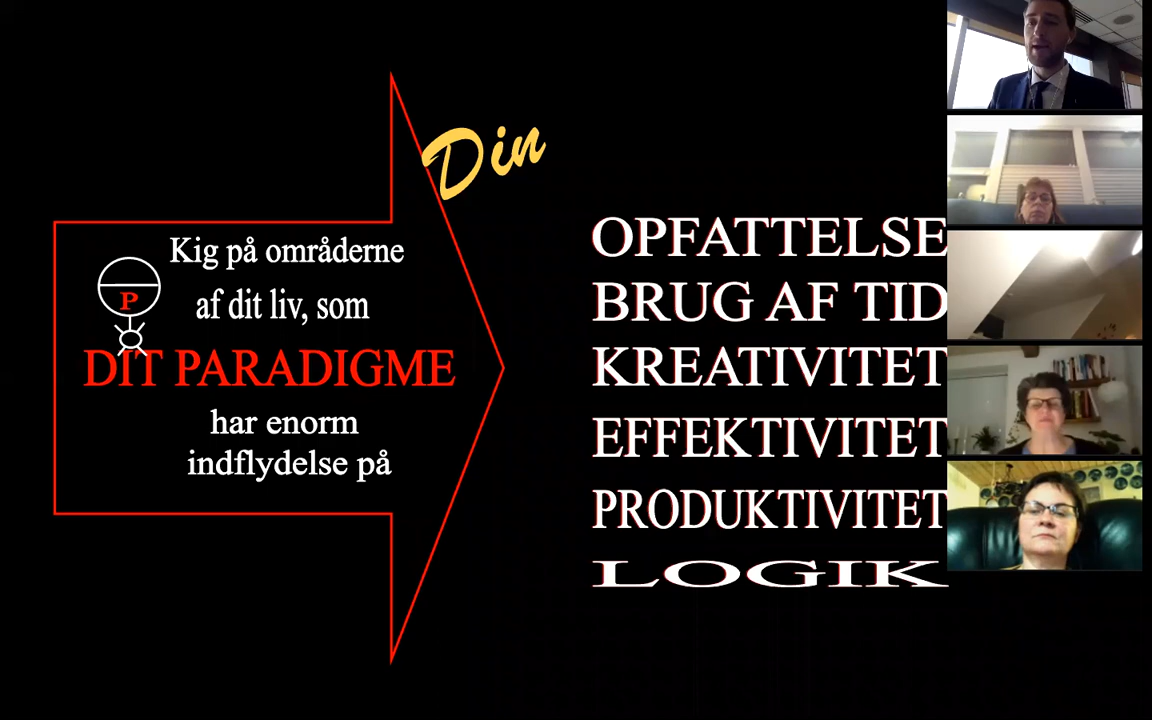 Din
Kig på områderne
af dit liv, som
P
DIT PARADIGME
har enorm
indflydelse på
OPFATTELSE
BRUG AF TID
KREATIVITET
EFFEKTIVITET
PRODUKTIVITET
LOGIK